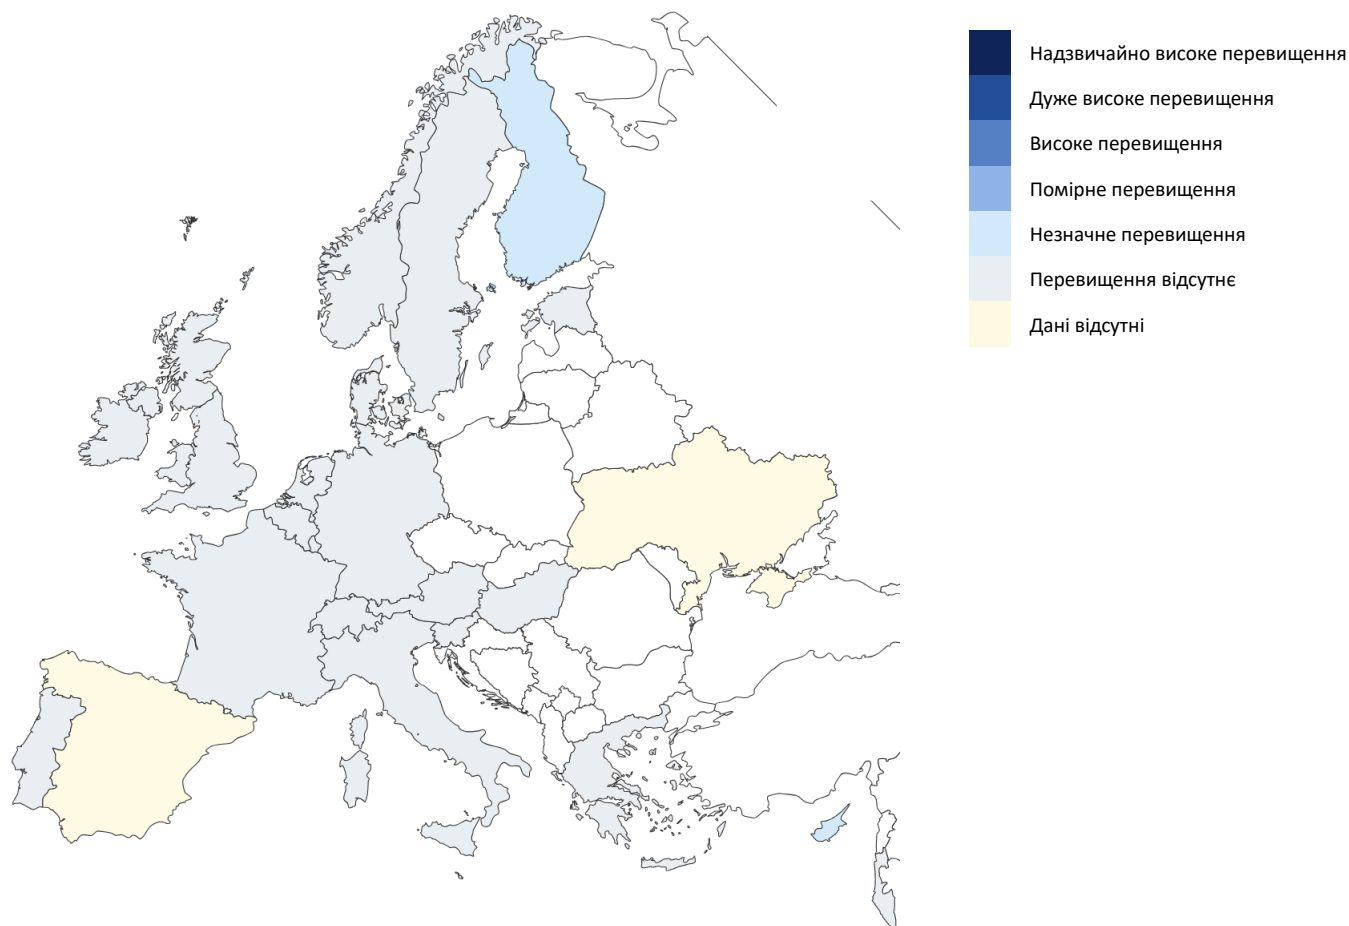 Надзвичайно високе перевищення
Дуже високе перевищення
Високе перевищення
Помірне перевищення
Незначне перевищення
Перевищення відсутнє
Дані відсутні